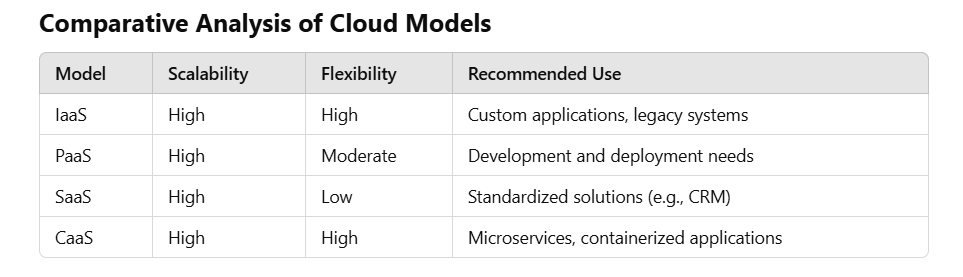 Comparative Analysis of Cloud Models
Model Scalability Flexibility Recommended Use
IaaS High High Custom applications, legacy systems
PaaS High Moderate Development and deployment needs
SaaS High Low Standardized solutions (e.g., CRM)
CaaS High High Microservices, containerized applications